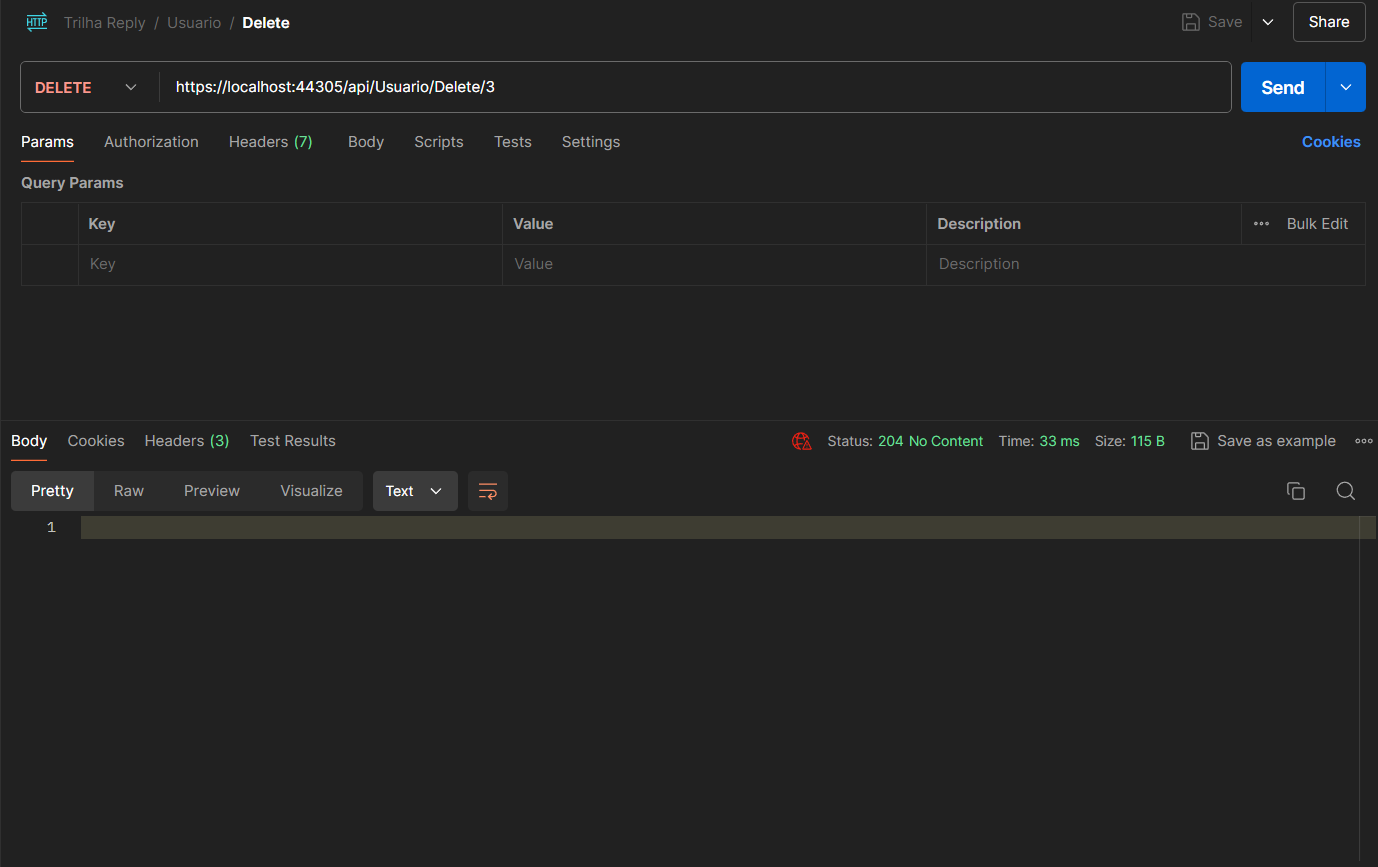 HTTP Trilha Reply / Usuario / Delete Save Share
DELETE https://localhost:44305/api/Usuario/Delete/3 Send
Params Authorization Headers (7) Body Scripts Tests Settings Cookies
Query Params
Key Value Description Bulk Edit
Key Value Description
Body Cookies Headers (3) Test Results Status: 204 No Content Time: 33 ms Size: 115 B Save as example
Pretty Raw Preview Visualize Text
1